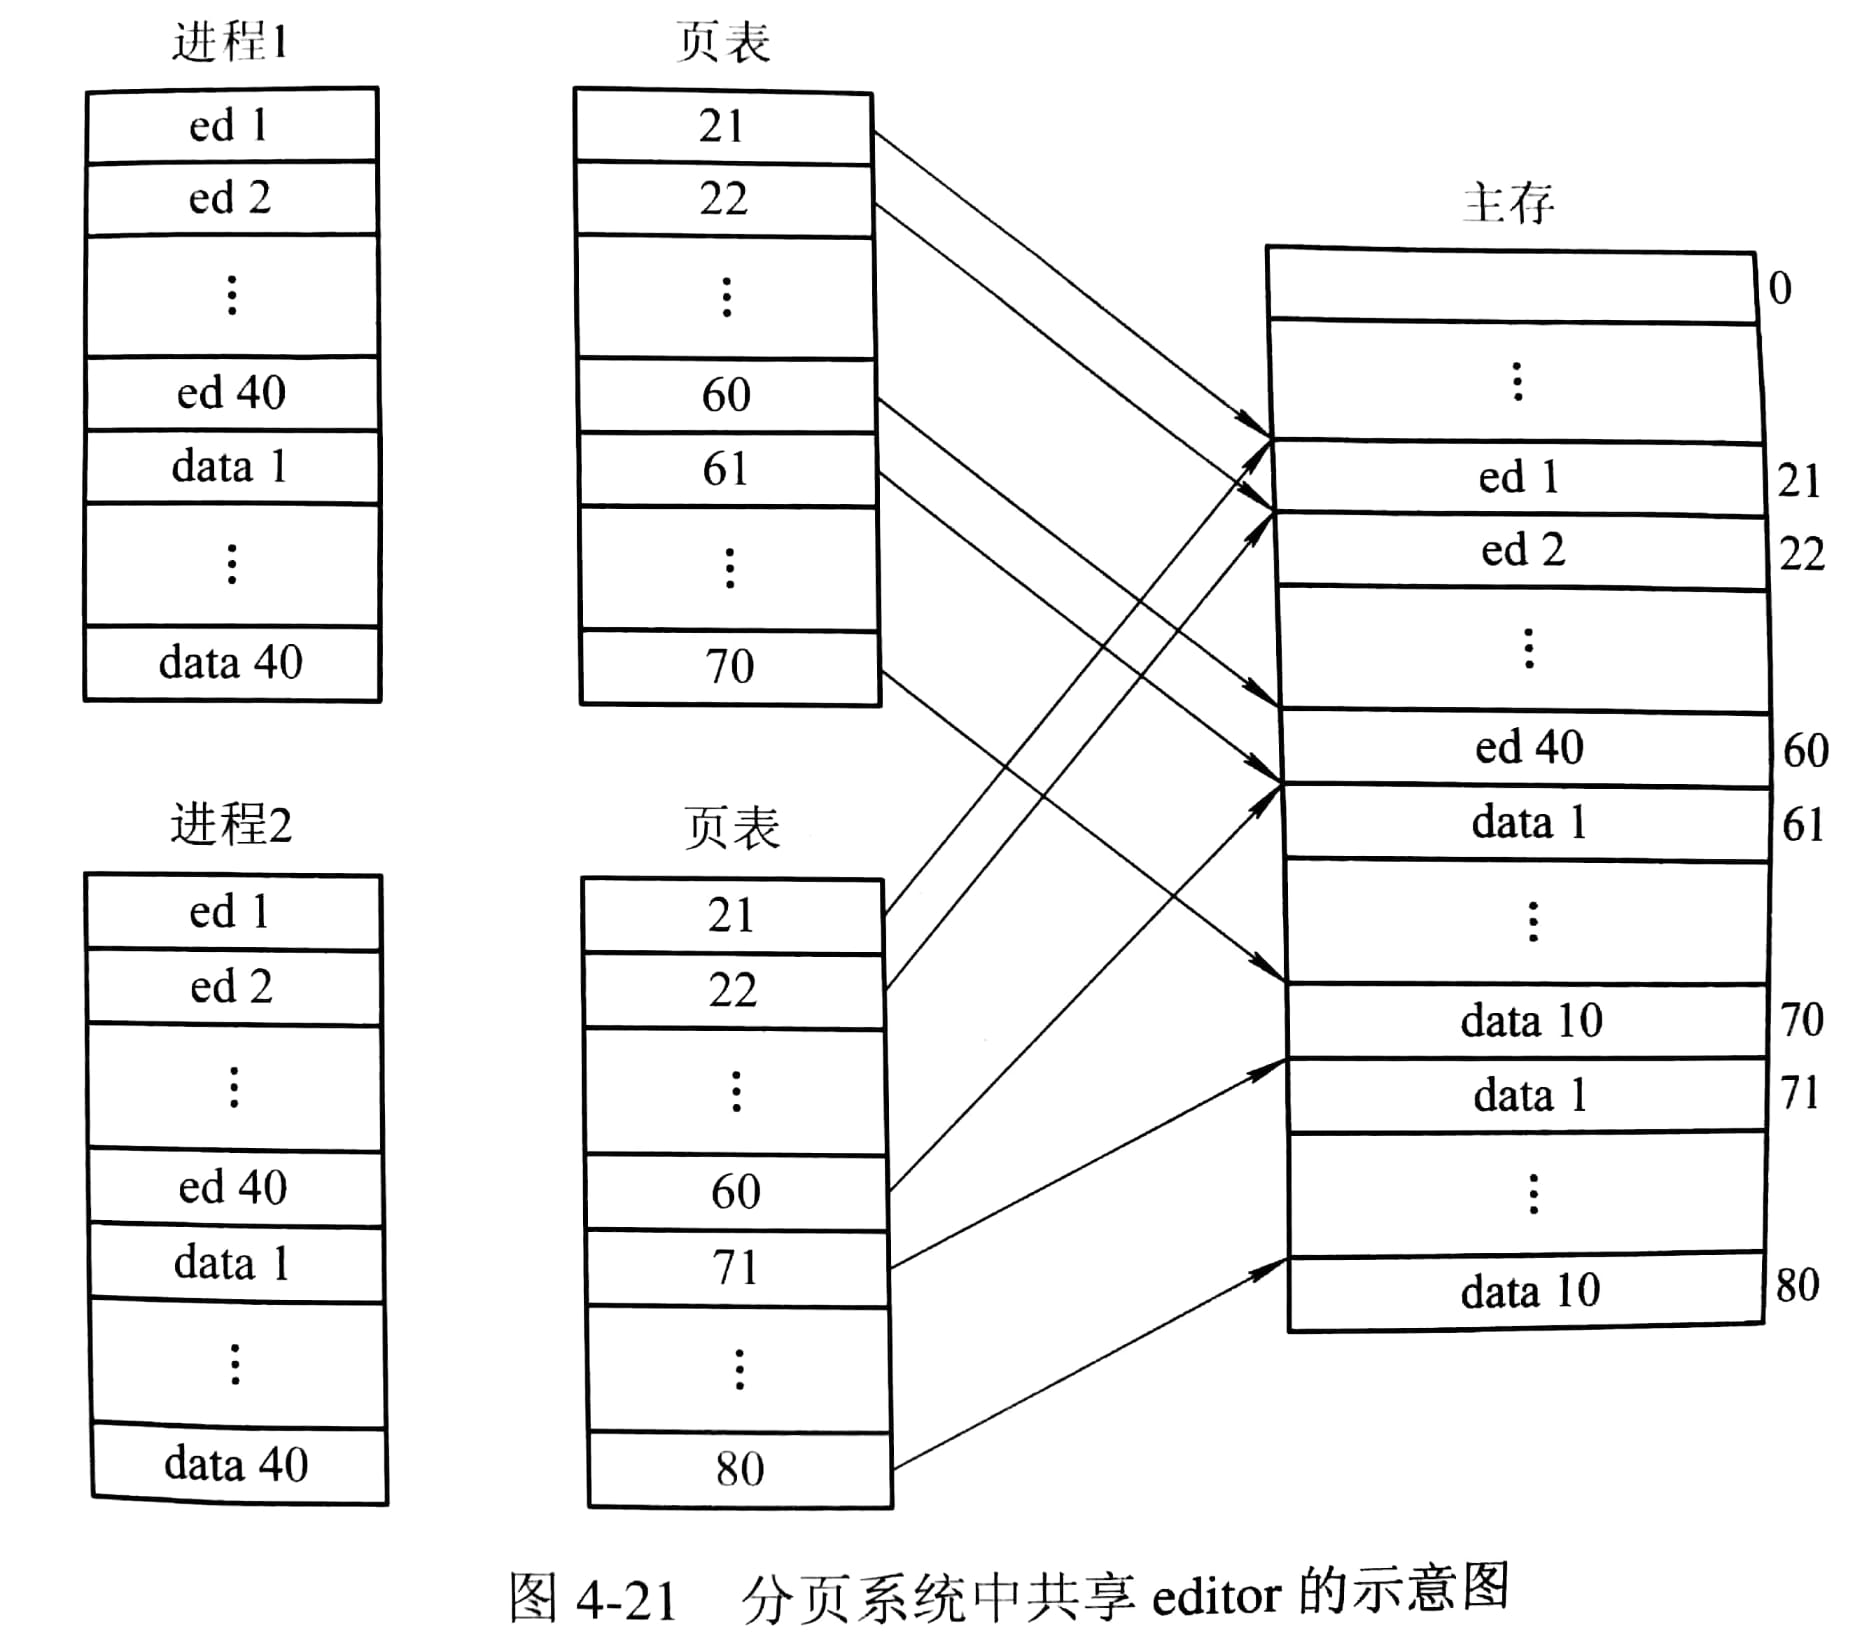 进程1
ed 1
ed 2
⋮
ed 40
data 1
⋮
data 40
页表
21
22
⋮
60
61
⋮
70
进程2
ed 1
ed 2
⋮
ed 40
data 1
⋮
data 40
页表
21
22
⋮
60
71
⋮
80
主存
0
⋮
ed 1 21
ed 2 22
⋮
ed 40 60
data 1 61
⋮
data 10 70
data 1 71
⋮
data 10 80
图 4-21 分页系统中共享 editor 的示意图